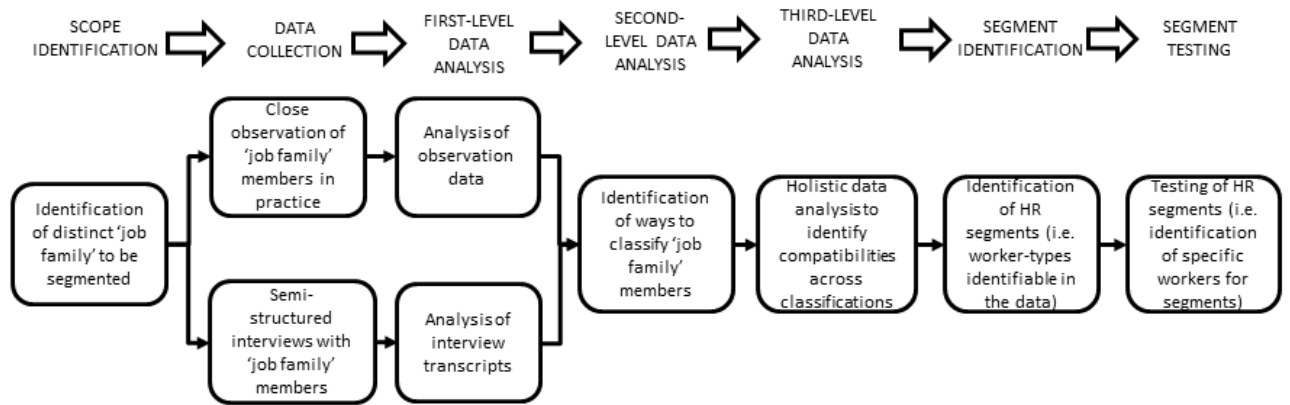 SCOPE
IDENTIFICATION
DATA
COLLECTION
FIRST-LEVEL
DATA
ANALYSIS
SECOND-
LEVEL DATA
ANALYSIS
THIRD-LEVEL
DATA
ANALYSIS
SEGMENT
IDENTIFICATION
SEGMENT
TESTING
Identification
of distinct ‘job
family’ to be
segmented
Close
observation of
‘job family’
members in
practice
Analysis of
observation
data
Semi-
structured
interviews with
‘job family’
members
Analysis of
interview
transcripts
Identification
of ways to
classify ‘job
family’
members
Holistic data
analysis to
identify
compatibilities
across
classifications
Identification
of HR
segments (i.e.
worker-types
identifiable in
the data)
Testing of HR
segments (i.e.
identification
of specific
workers for
segments)